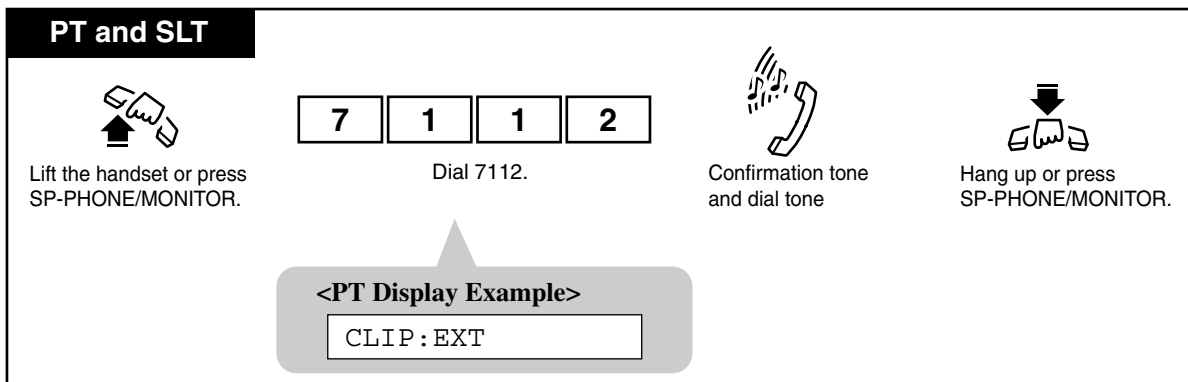 PT and SLT
Lift the handset or press
SP-PHONE/MONITOR.
7 1 1 2
Dial 7112.
Confirmation tone
and dial tone
Hang up or press
SP-PHONE/MONITOR.
<PT Display Example>
CLIP:EXT